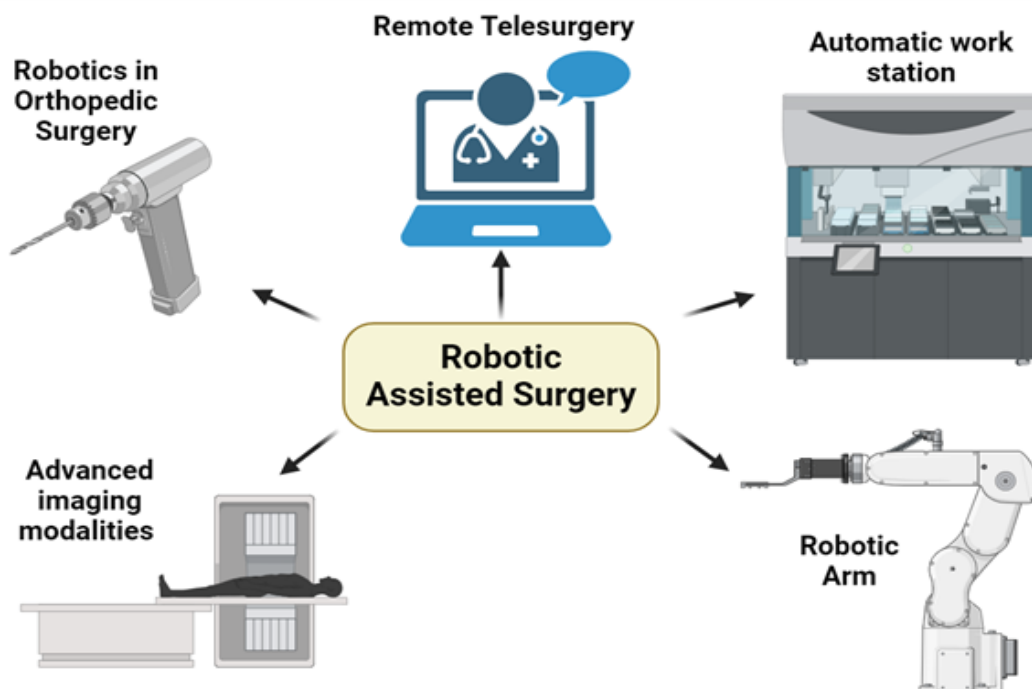 Remote Telesurgery
Robotics in
Orthopedic
Surgery
Automatic work
station
Robotic
Assisted Surgery
Advanced
imaging
modalities
Robotic
Arm